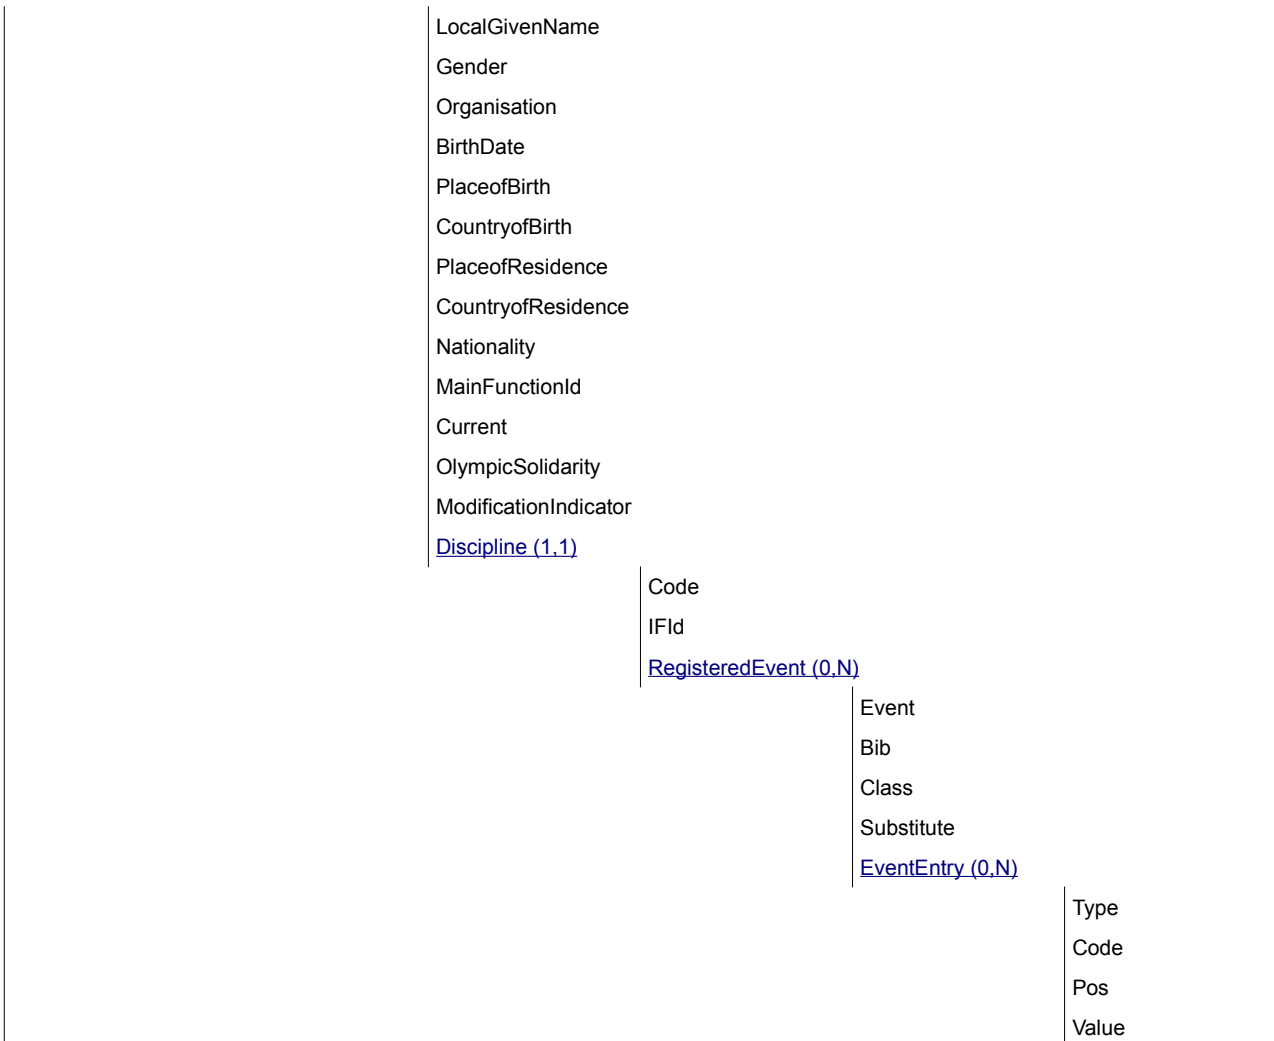 LocalGivenName
Gender
Organisation
BirthDate
PlaceofBirth
CountryofBirth
PlaceofResidence
CountryofResidence
Nationality
MainFunctionId
Current
OlympicSolidarity
ModificationIndicator
Discipline (1,1)
Code
IFId
RegisteredEvent (0,N)
Event
Bib
Class
Substitute
EventEntry (0,N)
Type
Code
Pos
Value